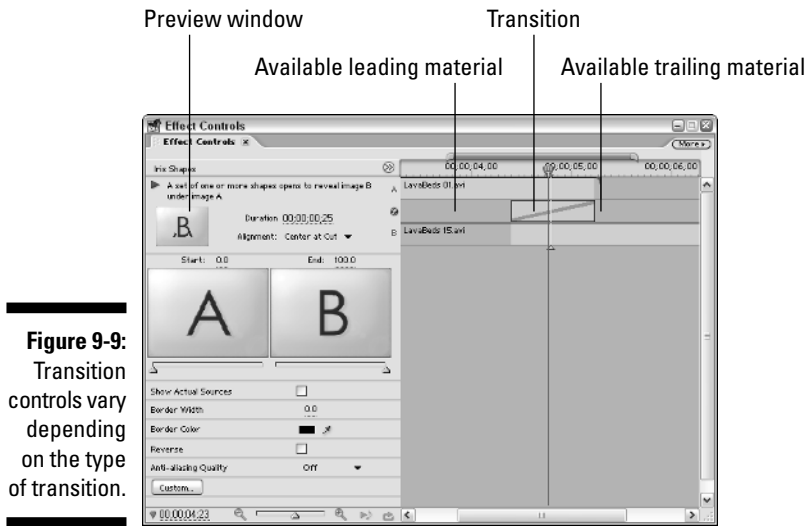 Preview window
Transition
Available leading material
Available trailing material
Effect Controls
Effect Controls x
More
Iris Shapes
00;00;04;00
00;00;05;00
00;00;06;00
A set of one or more shapes opens to reveal image B
under image A
A
LavaBeds 01.avi
B
Duration 00;00;00;25
Alignment: Center at Cut
B
LavaBeds 15.avi
Start: 0.0
End: 100.0
A
B
Show Actual Sources
Border Width 0.0
Border Color
Reverse
Anti-aliasing Quality Off
Custom...
00;00;04;23
Figure 9-9:
Transition
controls vary
depending
on the type
of transition.